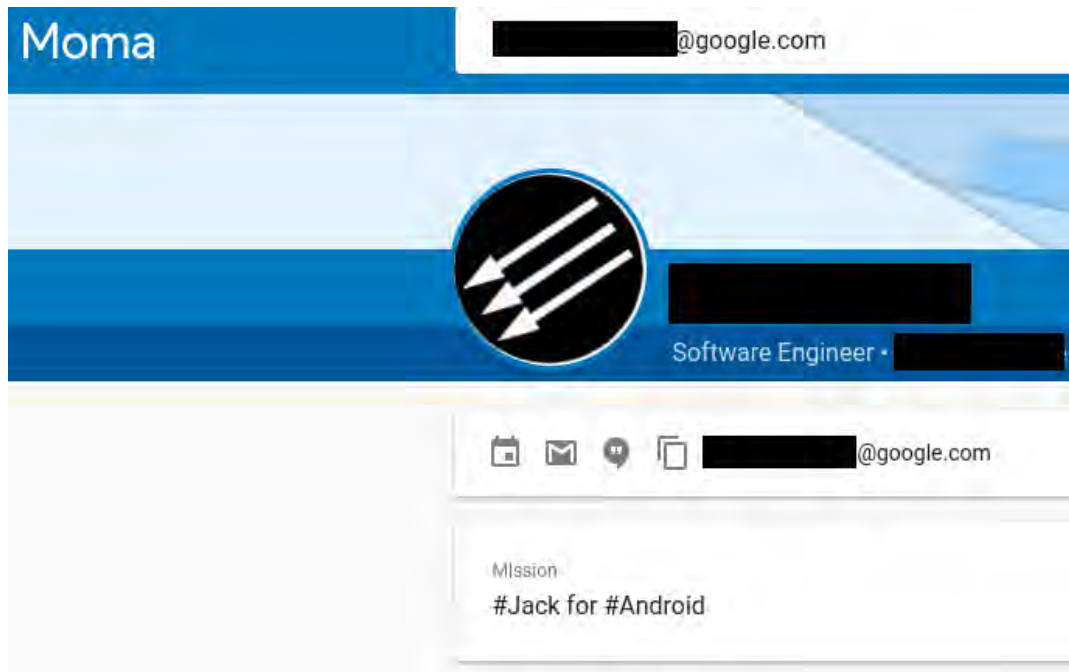 Moma
@google.com
Software Engineer •
@google.com
Mission
#Jack for #Android